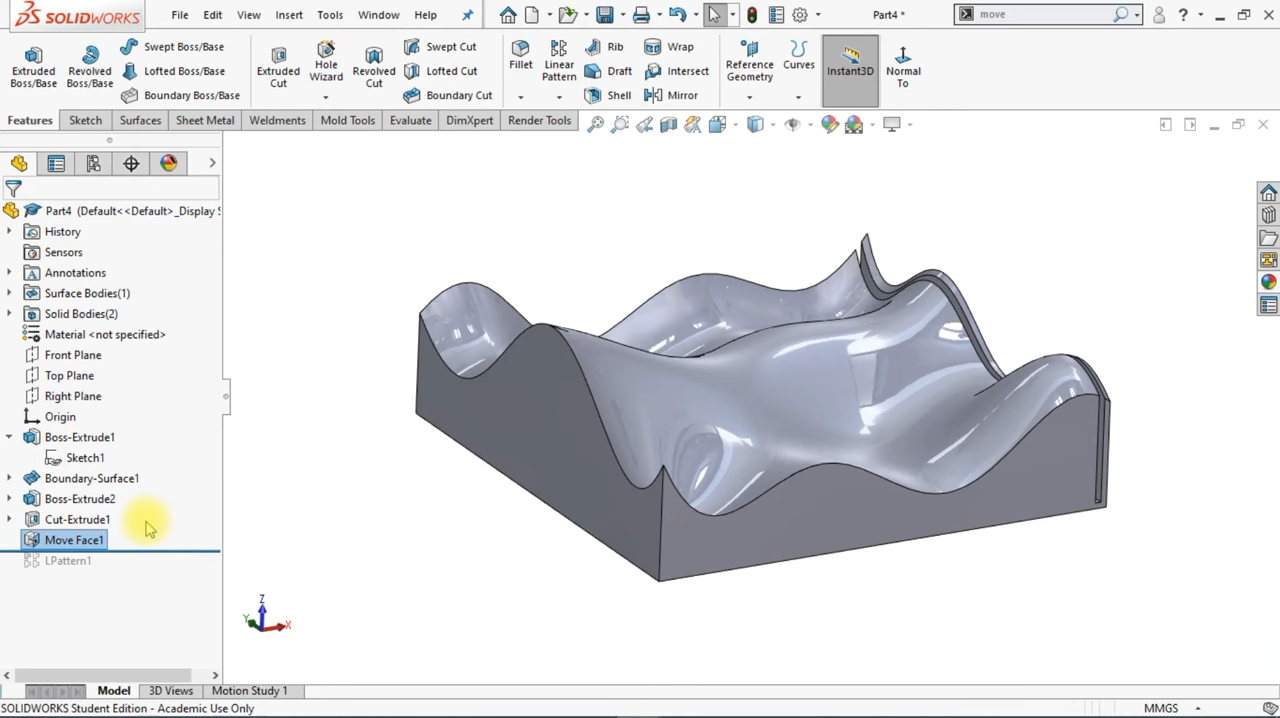 SOLIDWORKS File Edit View Insert Tools Window Help Part4 * move ?
Extruded Boss/Base
Revolved Boss/Base
Swept Boss/Base
Lofted Boss/Base
Boundary Boss/Base
Extruded Cut
Hole Wizard
Revolved Cut
Swept Cut
Lofted Cut
Boundary Cut
Fillet
Linear Pattern
Rib
Draft
Shell
Wrap
Intersect
Mirror
Reference Geometry
Curves
Instant3D
Normal To
Features Sketch Surfaces Sheet Metal Weldments Mold Tools Evaluate DimXpert Render Tools
Part4 (Default<<Default>_Display S
History
Sensors
Annotations
Surface Bodies(1)
Solid Bodies(2)
Material <not specified>
Front Plane
Top Plane
Right Plane
Origin
Boss-Extrude1
Sketch1
Boundary-Surface1
Boss-Extrude2
Cut-Extrude1
Move Face1
LPattern1
Z
Y
X
Model 3D Views Motion Study 1
SOLIDWORKS Student Edition - Academic Use Only MMGS